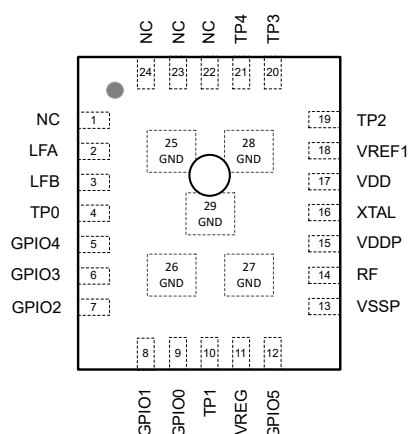 NC
NC
NC
TP4
TP3
24
23
22
21
20
NC 1
LFA 2
LFB 3
TP0 4
GPIO4 5
GPIO3 6
GPIO2 7
25
GND
28
GND
29
GND
26
GND
27
GND
19 TP2
18 VREF1
17 VDD
16 XTAL
15 VDDP
14 RF
13 VSSP
8
9
10
11
12
GPIO1
GPIO0
TP1
VREG
GPIO5